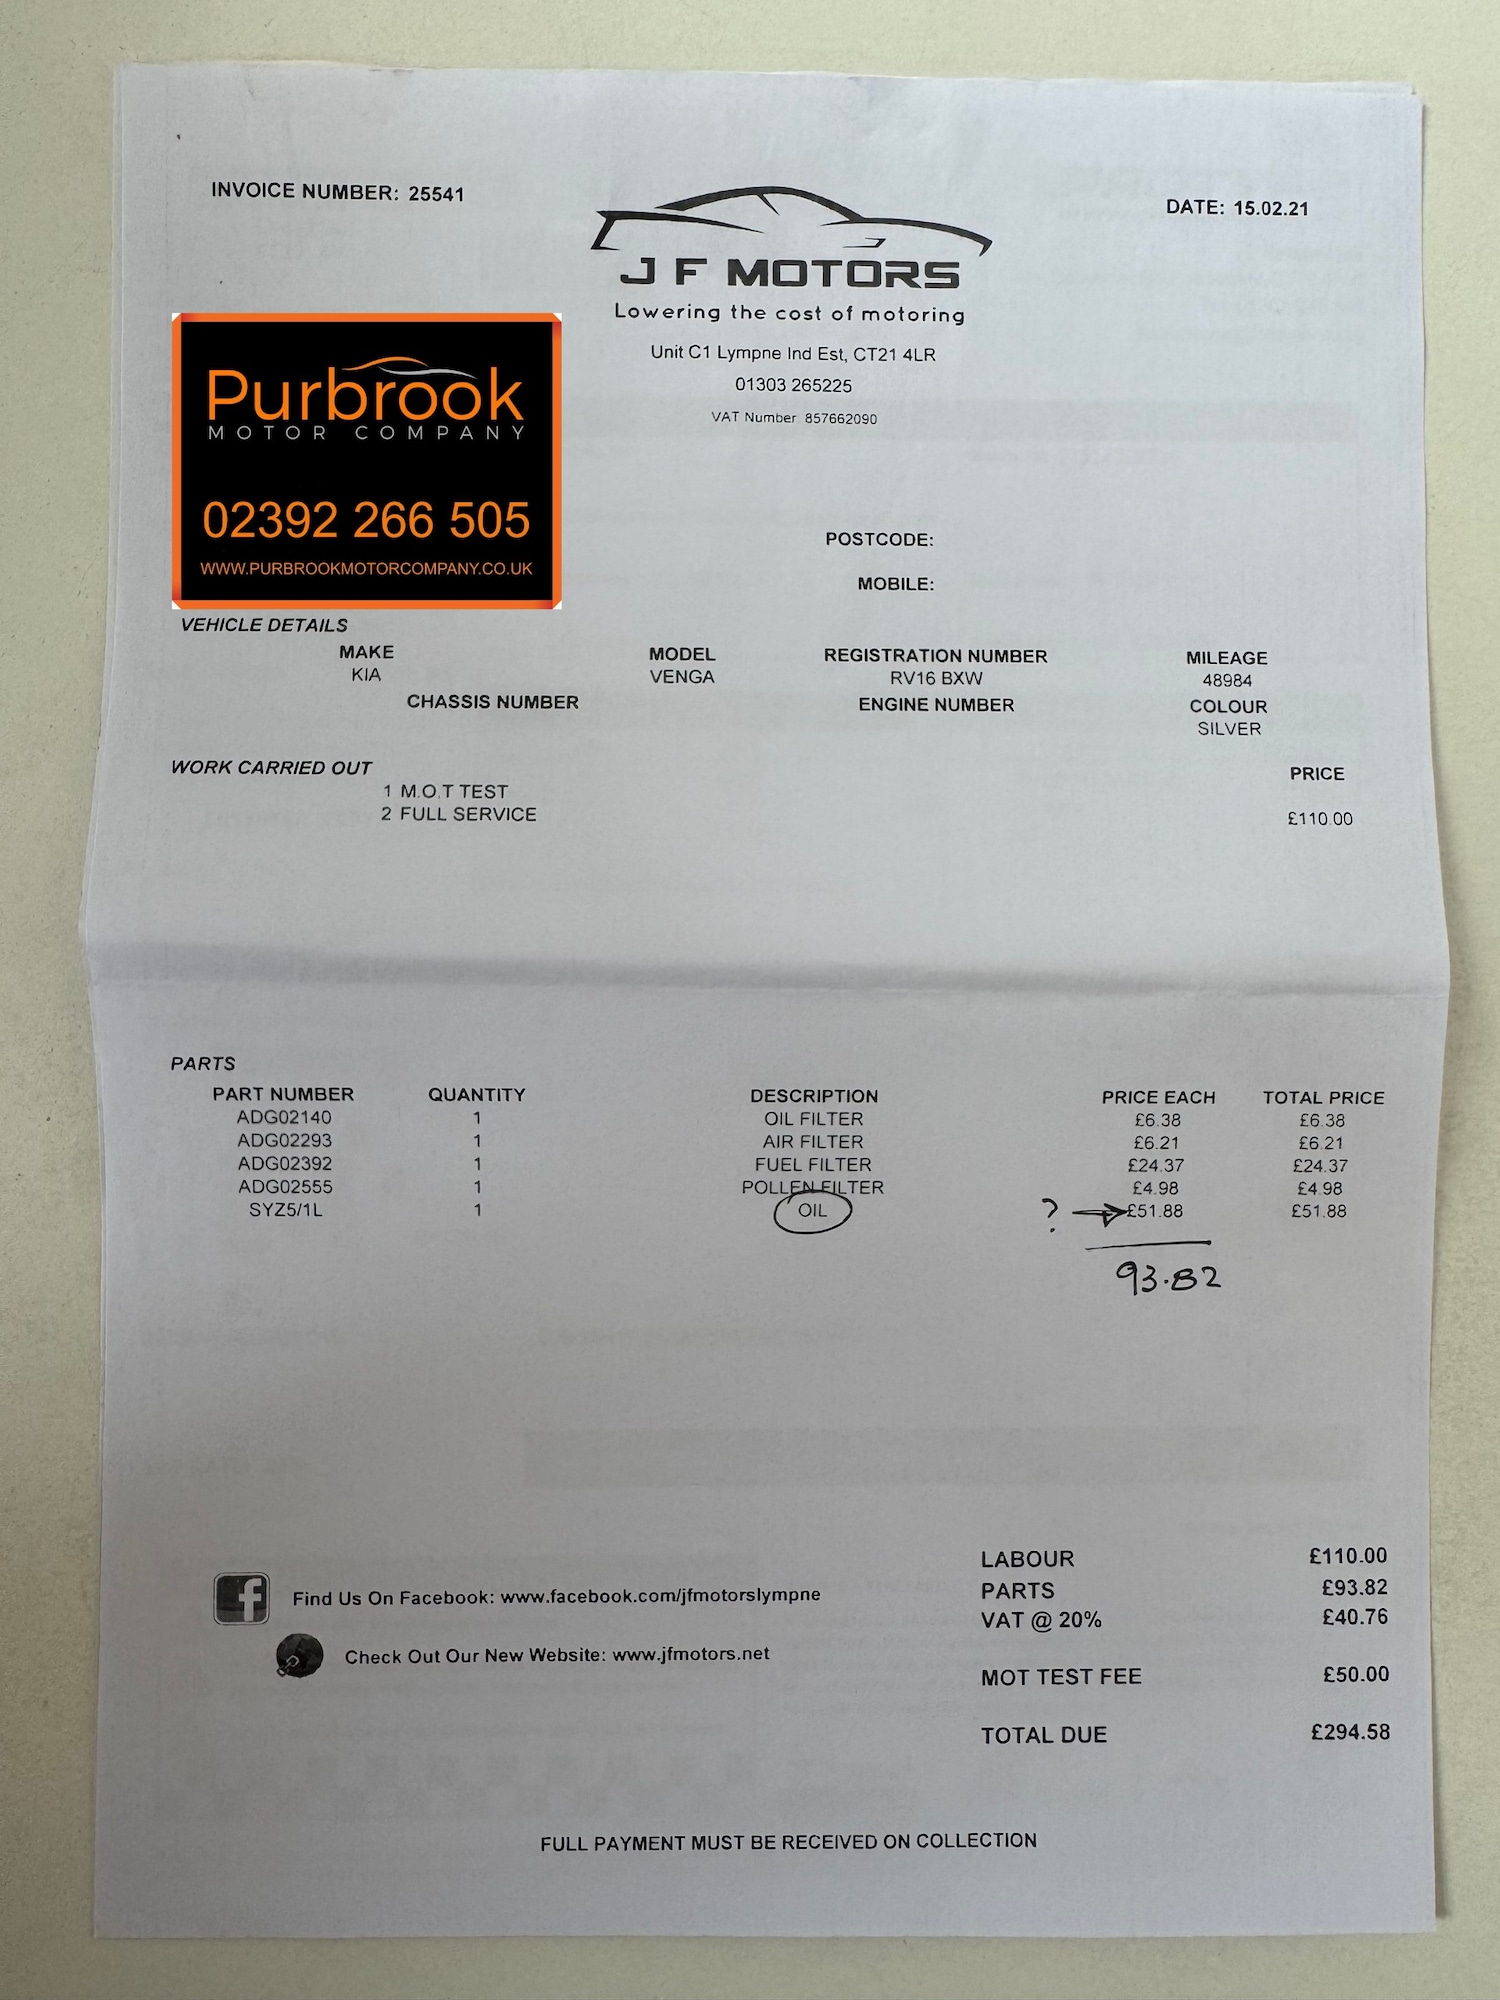 INVOICE NUMBER: 25541
DATE: 15.02.21
J F MOTORS
Lowering the cost of motoring
Unit C1 Lympne Ind Est, CT21 4LR
01303 265225
VAT Number 857662090
Purbrook
MOTOR COMPANY
02392 266 505
WWW.PURBROOKMOTORCOMPANY.CO.UK
POSTCODE:
MOBILE:
VEHICLE DETAILS
MAKE MODEL REGISTRATION NUMBER MILEAGE
KIA VENGA RV16 BXW 48984
CHASSIS NUMBER ENGINE NUMBER COLOUR
SILVER
WORK CARRIED OUT PRICE
1 M.O.T TEST
2 FULL SERVICE £110.00
PARTS
PART NUMBER QUANTITY DESCRIPTION PRICE EACH TOTAL PRICE
ADG02140 1 OIL FILTER £6.38 £6.38
ADG02293 1 AIR FILTER £6.21 £6.21
ADG02392 1 FUEL FILTER £24.37 £24.37
ADG02555 1 POLLEN FILTER £4.98 £4.98
SYZ5/1L 1 OIL ? → £51.88 £51.88
93.82
LABOUR £110.00
PARTS £93.82
VAT @ 20% £40.76
MOT TEST FEE £50.00
TOTAL DUE £294.58
Find Us On Facebook: www.facebook.com/jfmotorslympne
Check Out Our New Website: www.jfmotors.net
FULL PAYMENT MUST BE RECEIVED ON COLLECTION